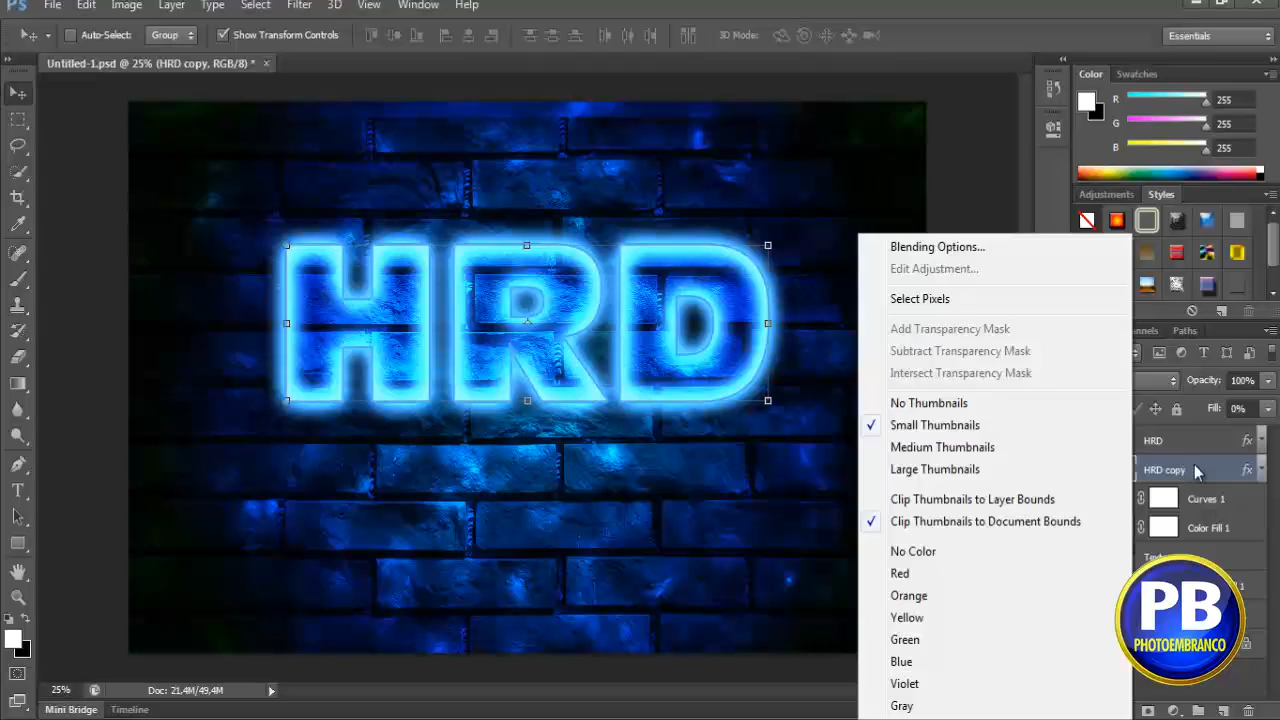 PS File Edit Image Layer Type Select Filter 3D View Window Help
Auto-Select: Group Show Transform Controls 3D Mode: Essentials
Untitled-1.psd @ 25% (HRD copy, RGB/8) * ×
Color Swatches
R 255
G 255
B 255
Adjustments Styles
HRD
Blending Options...
Edit Adjustment...
Select Pixels
Add Transparency Mask
Subtract Transparency Mask
Intersect Transparency Mask
No Thumbnails
Small Thumbnails
Medium Thumbnails
Large Thumbnails
Clip Thumbnails to Layer Bounds
Clip Thumbnails to Document Bounds
No Color
Red
Orange
Yellow
Green
Blue
Violet
Gray
Paths
Opacity: 100%
Fill: 0%
HRD fx
HRD copy fx
Curves 1
Color Fill 1
PB
PHOTOEMBRANCO
25% Doc: 21,4M/49,4M
Mini Bridge Timeline